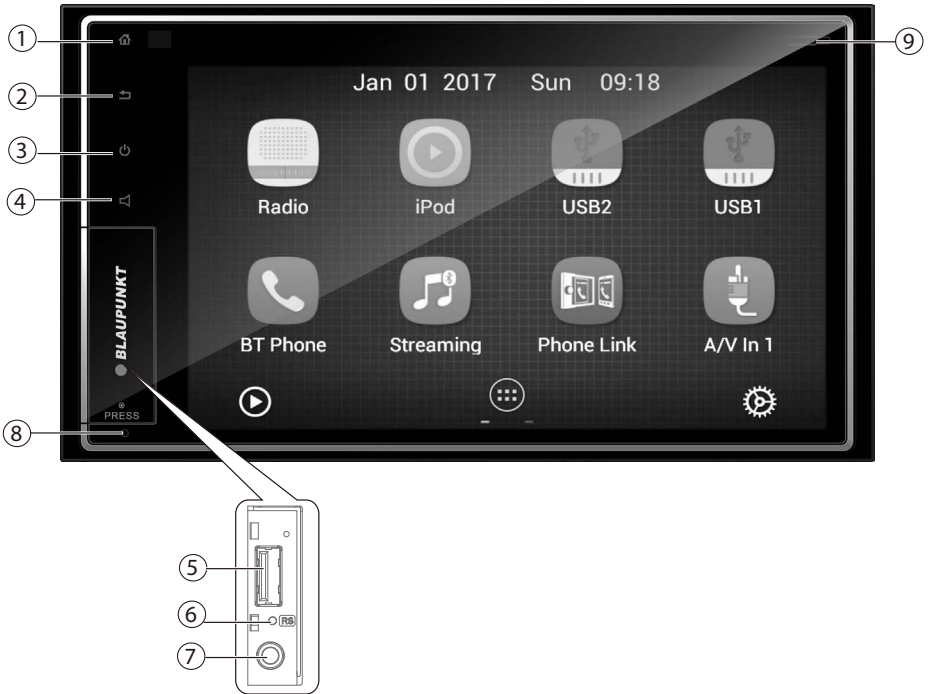 1
9
Jan 01 2017 Sun 09:18
2
3
4
Radio iPod USB2 USB1
BLAUPUNKT
BT Phone Streaming Phone Link A/V In 1
PRESS
8
5
6
RS
7